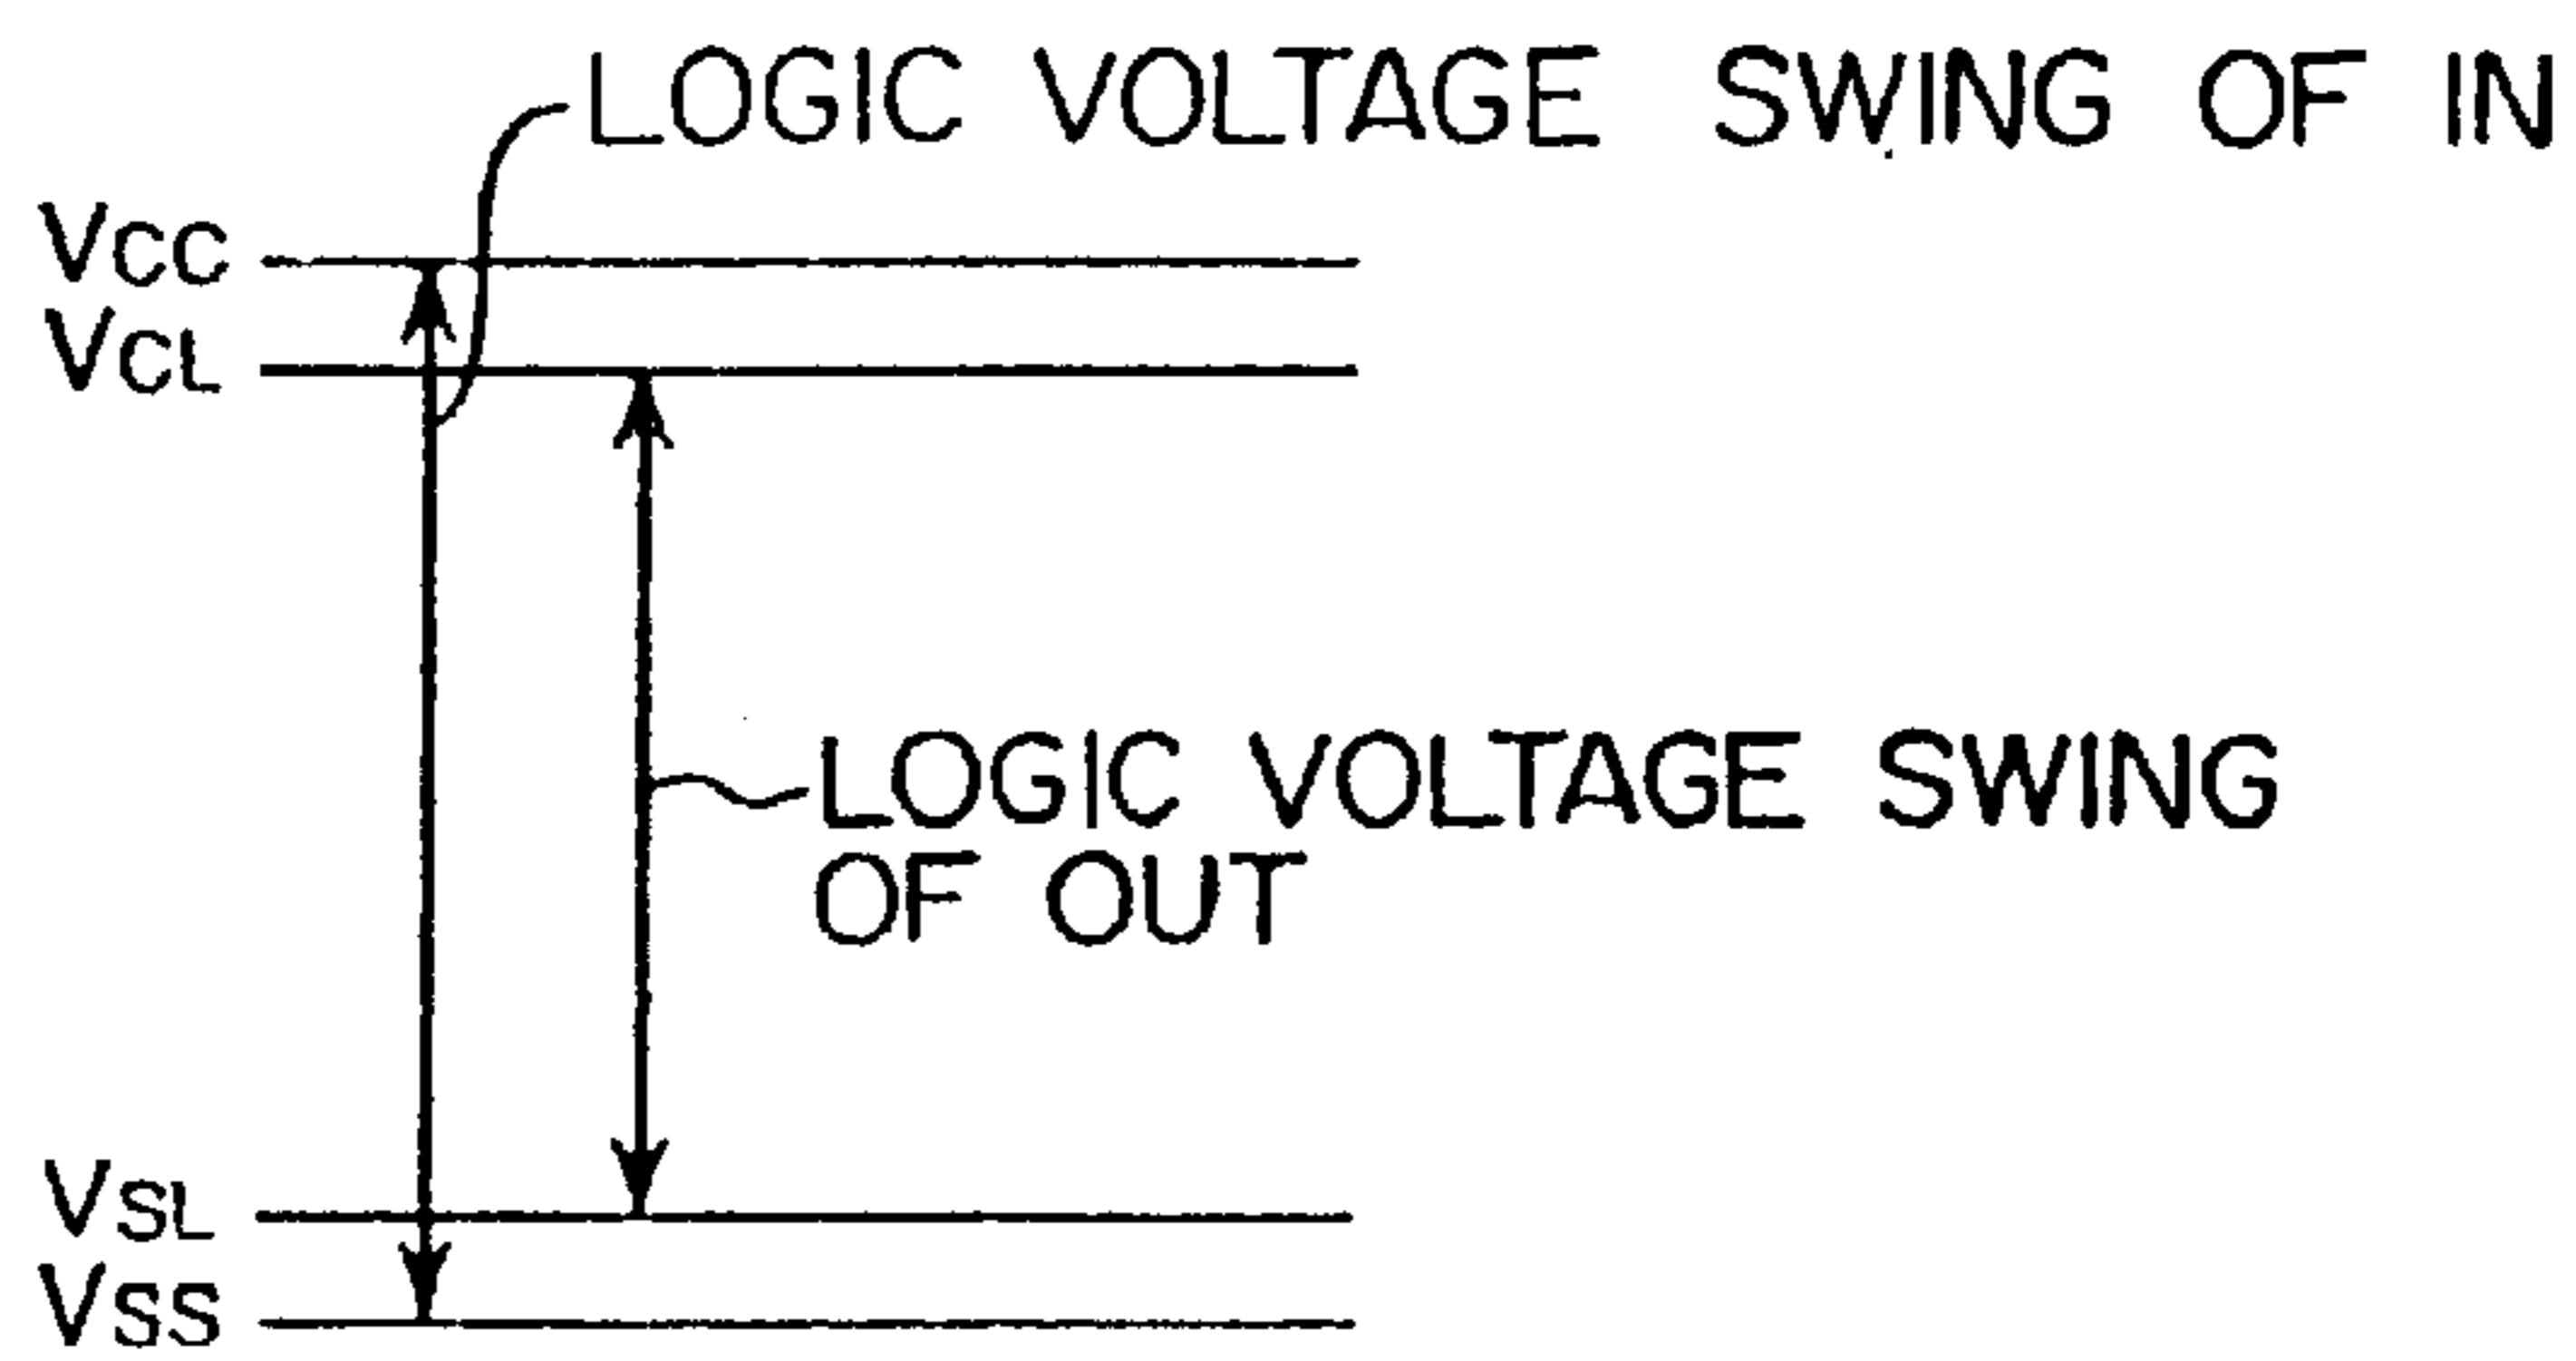 LOGIC VOLTAGE SWING OF IN
VCC
VCL
LOGIC VOLTAGE SWING
OF OUT
VSL
VSS